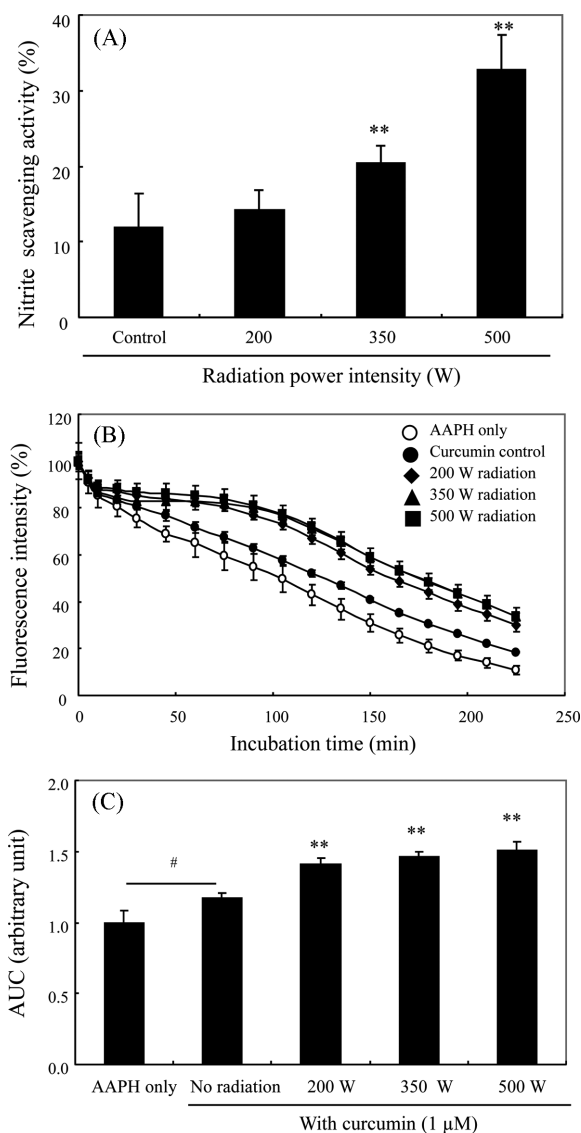 (A)
Nitrite scavenging activity (%)
40
30
20
10
0
**
**
Control 200 350 500
Radiation power intensity (W)
(B)
Fluorescence intensity (%)
120
100
80
60
40
20
0
AAPH only
Curcumin control
200 W radiation
350 W radiation
500 W radiation
0 50 100 150 200 250
Incubation time (min)
(C)
AUC (arbitrary unit)
2.0
1.5
1.0
0.5
0.0
#
** ** **
AAPH only No radiation 200 W 350 W 500 W
With curcumin (1 μM)